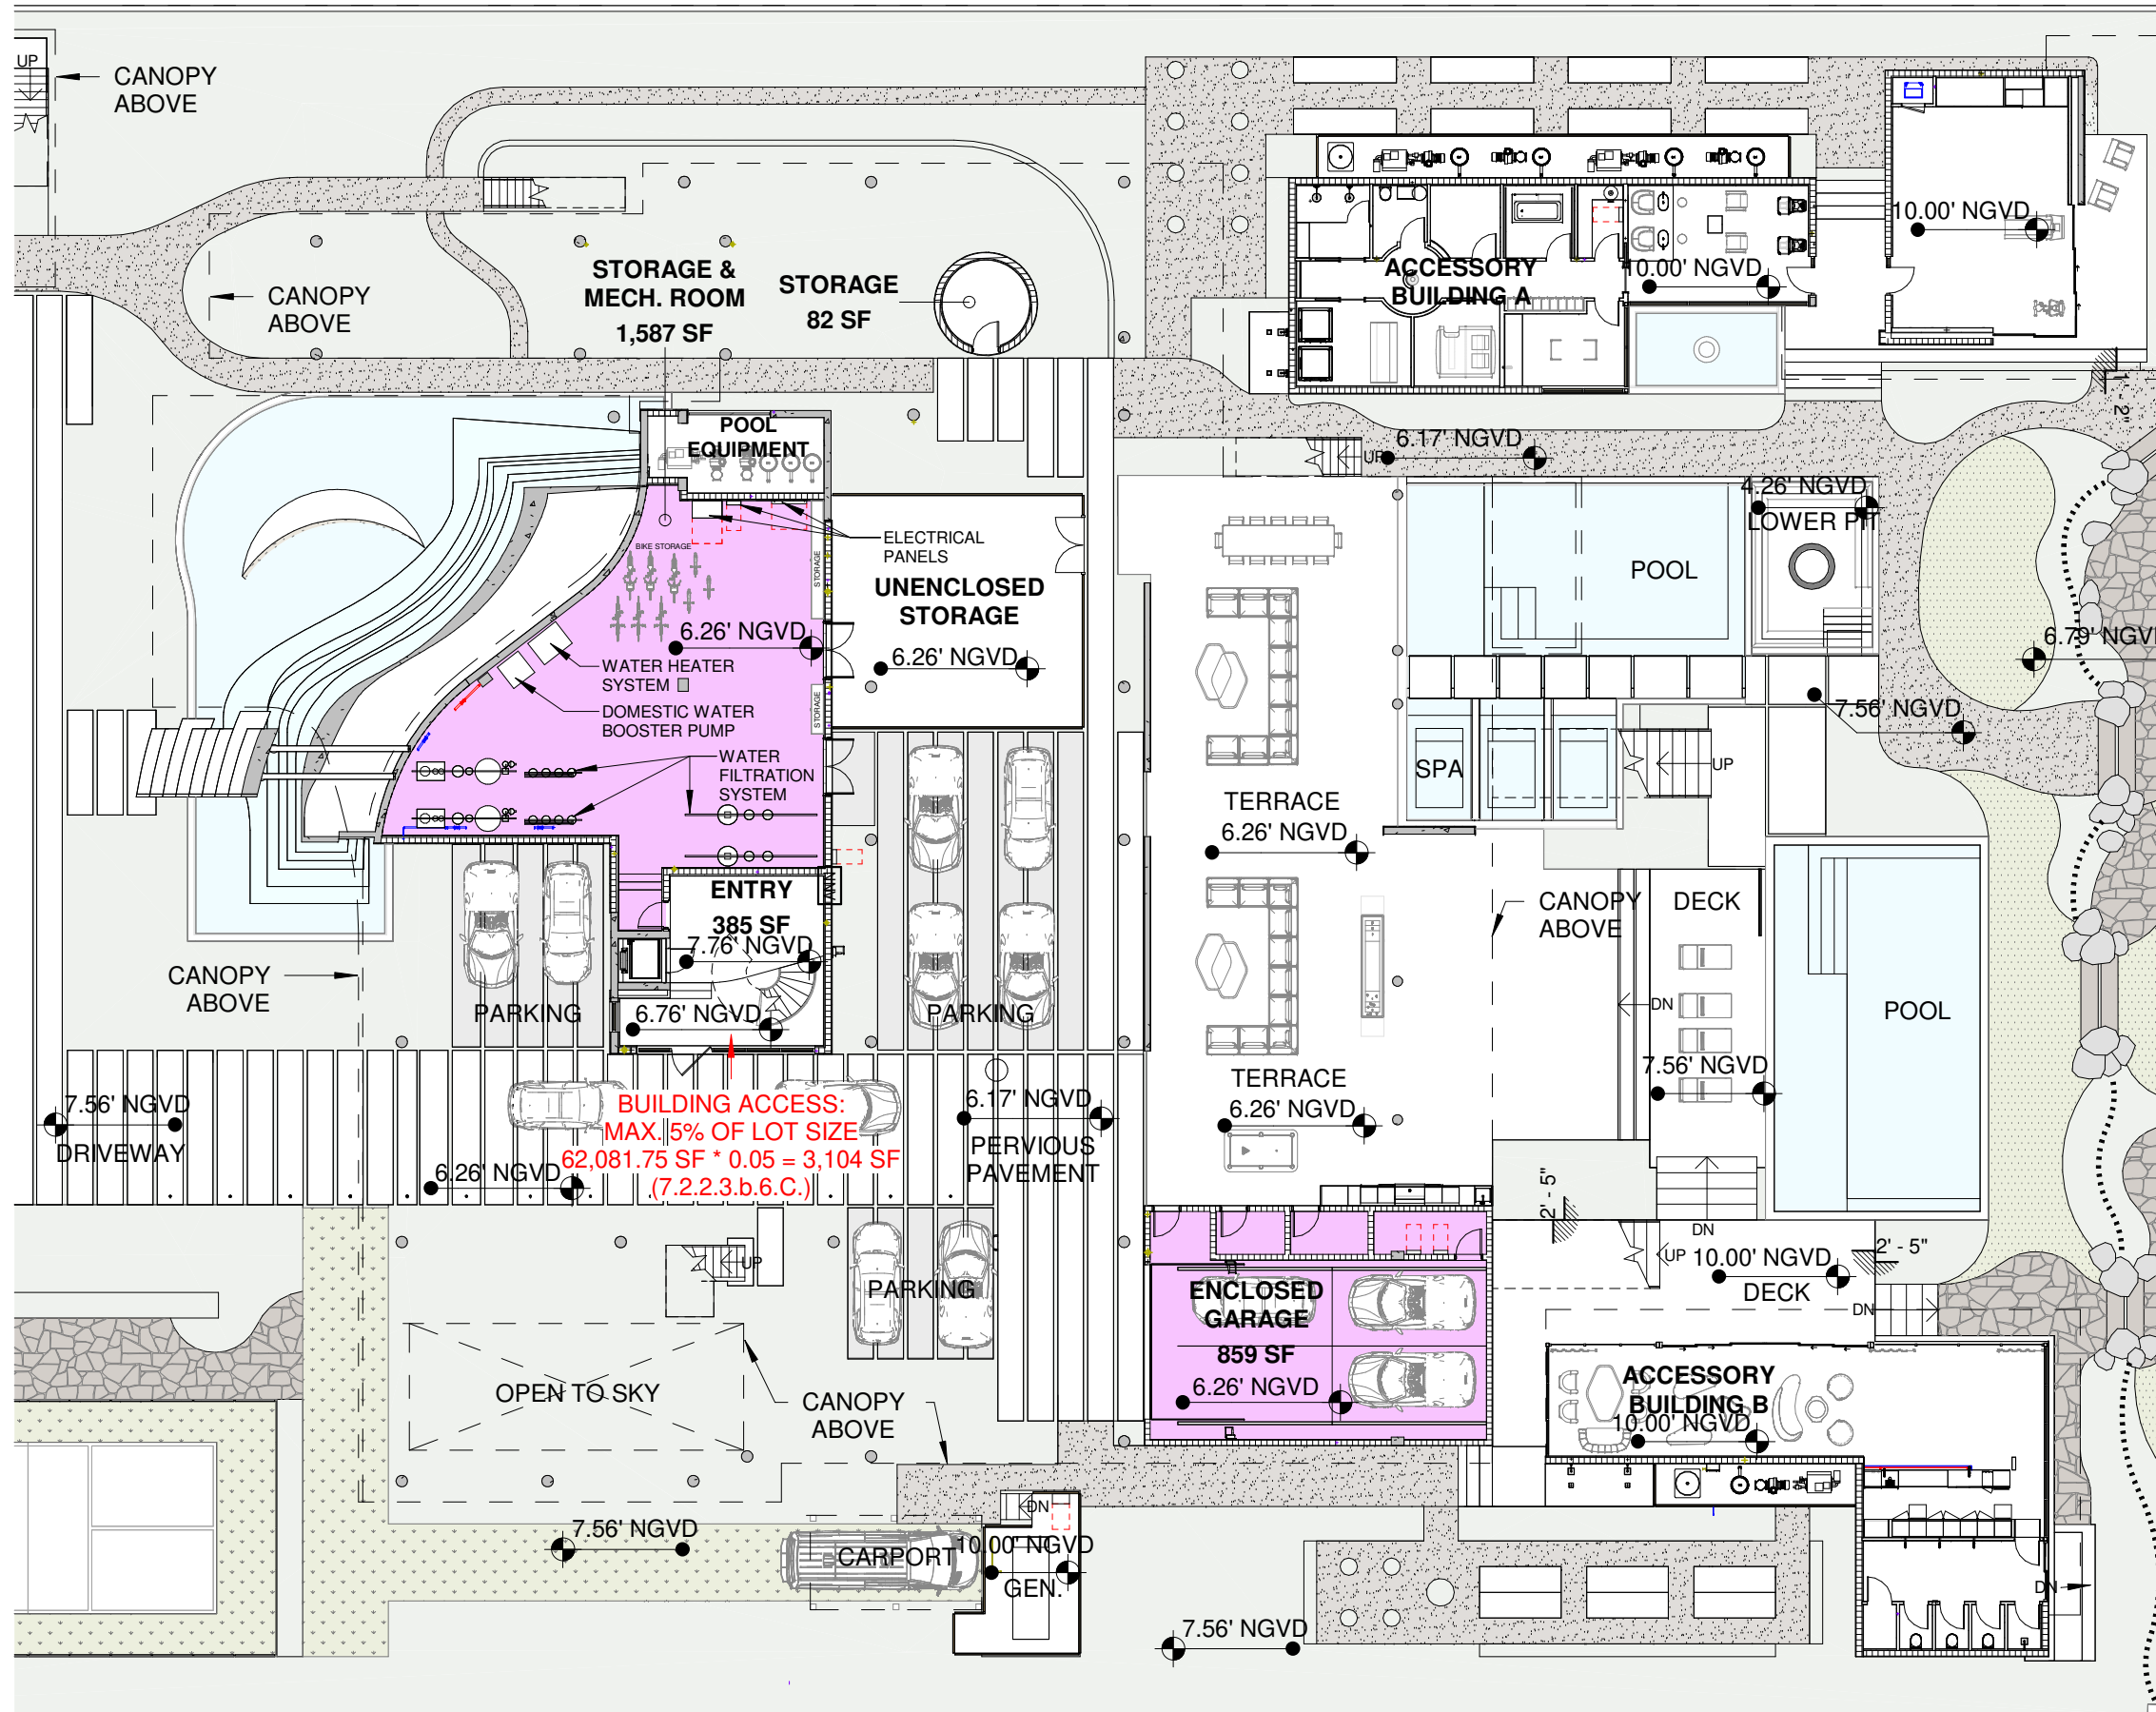 UP
CANOPY
ABOVE
CANOPY
ABOVE
STORAGE &
MECH. ROOM
1,587 SF
STORAGE
82 SF
ACCESSORY
BUILDING A
10.00' NGVD
10.00' NGVD
1' - 2"
POOL
EQUIPMENT
UP
6.17' NGVD
4.26' NGVD
LOWER PIT
ELECTRICAL
PANELS
BIKE STORAGE
STORAGE
UNENCLOSED
STORAGE
POOL
6.26' NGVD
6.26' NGVD
6.79' NGVD
WATER HEATER
SYSTEM
STORAGE
DOMESTIC WATER
BOOSTER PUMP
7.56' NGVD
WATER
FILTRATION
SYSTEM
SPA
UP
TERRACE
6.26' NGVD
ENTRY
385 SF
7.76' NGVD
CANOPY
ABOVE
DECK
CANOPY
ABOVE
PARKING
6.76' NGVD
PARKING
DN
POOL
7.56' NGVD
DRIVEWAY
BUILDING ACCESS:
MAX. 5% OF LOT SIZE
62,081.75 SF * 0.05 = 3,104 SF
(7.2.2.3.b.6.C.)
6.26' NGVD
6.17' NGVD
PERVIOUS
PAVEMENT
TERRACE
6.26' NGVD
7.56' NGVD
2' - 5"
DN
UP
PARKING
ENCLOSED
GARAGE
859 SF
6.26' NGVD
UP
10.00' NGVD
DECK
2' - 5"
DN
OPEN TO SKY
CANOPY
ABOVE
ACCESSORY
BUILDING B
10.00' NGVD
DN
7.56' NGVD
CARPORT
10.00' NGVD
GEN.
7.56' NGVD
DN